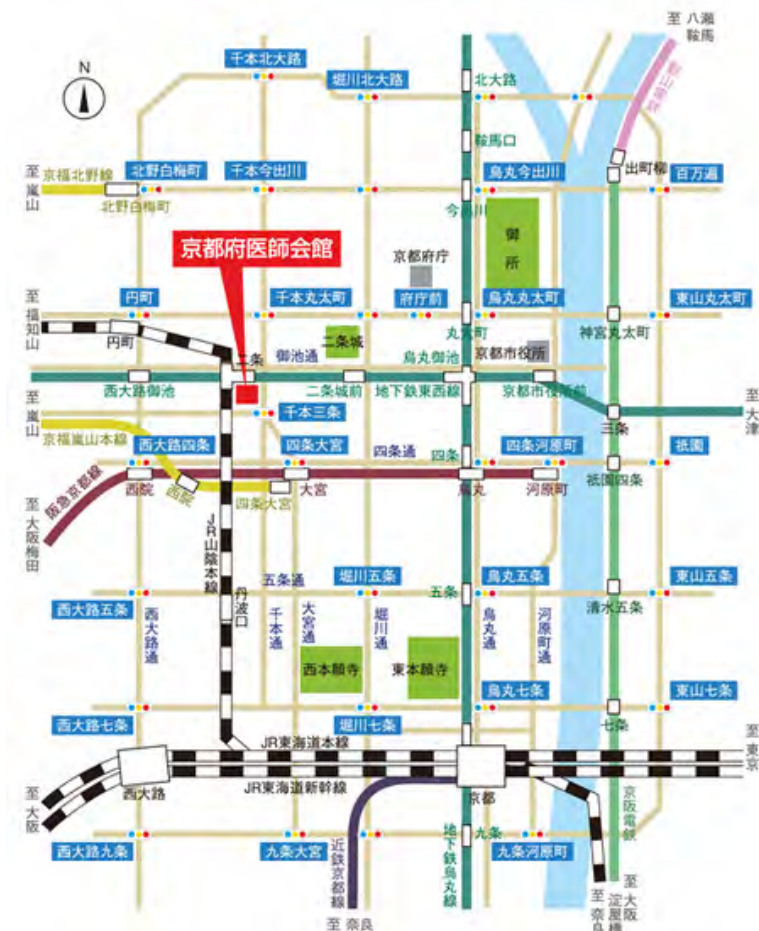 至 八瀬
鞍馬
叡山電鉄
N
千本北大路
堀川北大路
北大路
鞍馬口
出町柳
至 嵐山
京福北野線
北野白梅町
北野白梅町
千本今出川
烏丸今出川
百万遍
今出川
御所
京都府医師会館
京都府庁
至 福知山
円町
千本丸太町
府庁前
烏丸丸太町
東山丸太町
円町
丸太町
神宮丸太町
二条城
二条
御池通
烏丸御池
京都市役所
西大路御池
二条城前
地下鉄東西線
京都市役所前
至 大津
至 嵐山
千本三条
三条
京福嵐山本線
西大路四条
四条大宮
四条通
四条
四条河原町
祇園
阪急京都線
西院
西院
四条大宮
大宮
烏丸
河原町
祇園四条
至 大阪梅田
JR山陰本線
五条通
堀川五条
五条
烏丸五条
東山五条
西大路五条
丹波口
清水五条
西大路通
千本通
大宮通
堀川通
烏丸通
河原町通
西本願寺
東本願寺
烏丸七条
東山七条
西大路七条
堀川七条
七条
JR東海道本線
至 東京
西大路
JR東海道新幹線
京都
至 大阪
京阪電鉄
西大路九条
九条大宮
近鉄京都線
地下鉄烏丸線
九条
九条河原町
至 奈良
至 奈良
至 大阪
淀屋橋